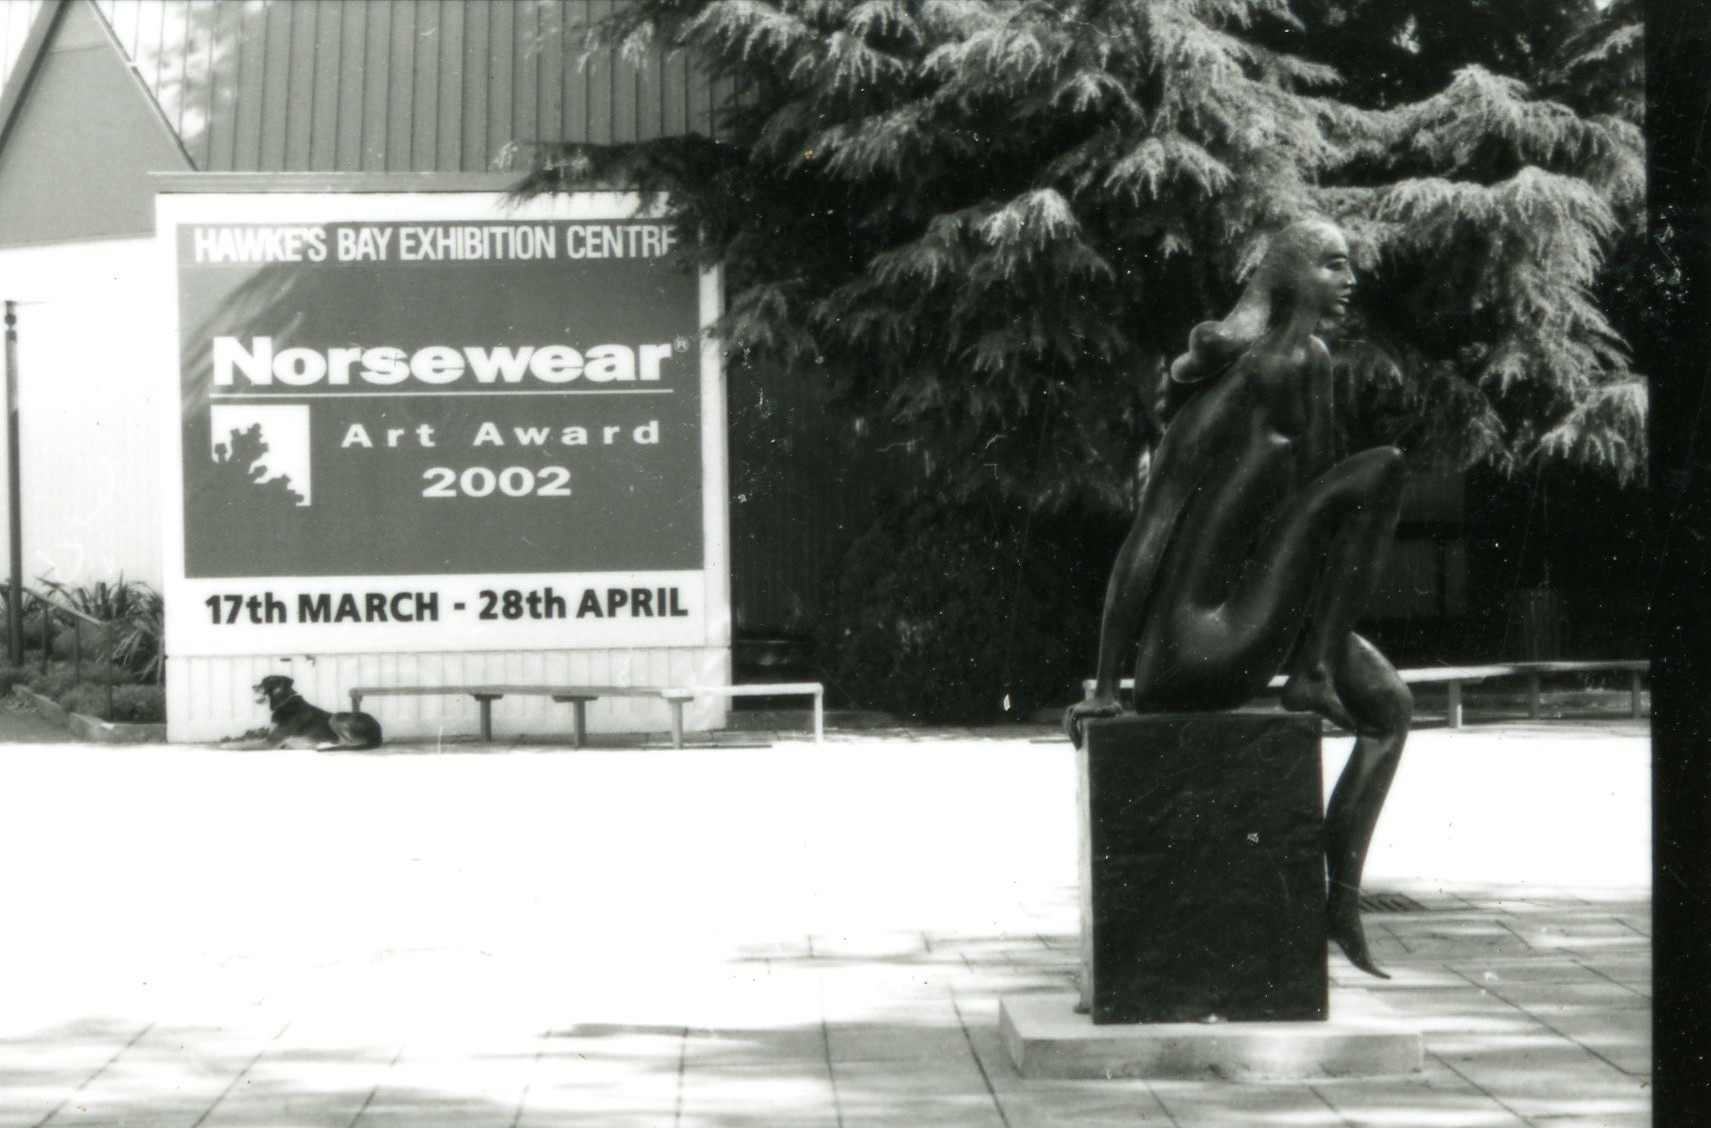 HAWKE'S BAY EXHIBITION CENTRE
Norsewear®
Art Award
2002
17th MARCH - 28th APRIL